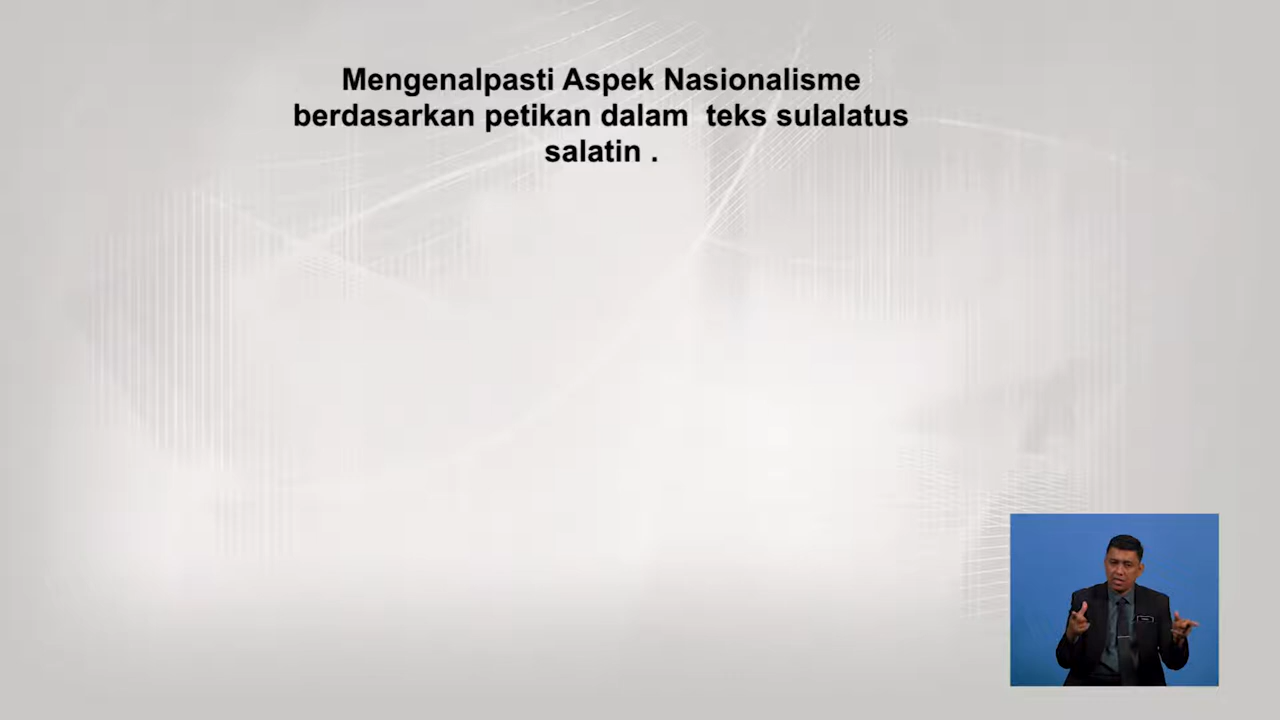 Mengenalpasti Aspek Nasionalisme
berdasarkan petikan dalam  teks sulalatus
salatin .